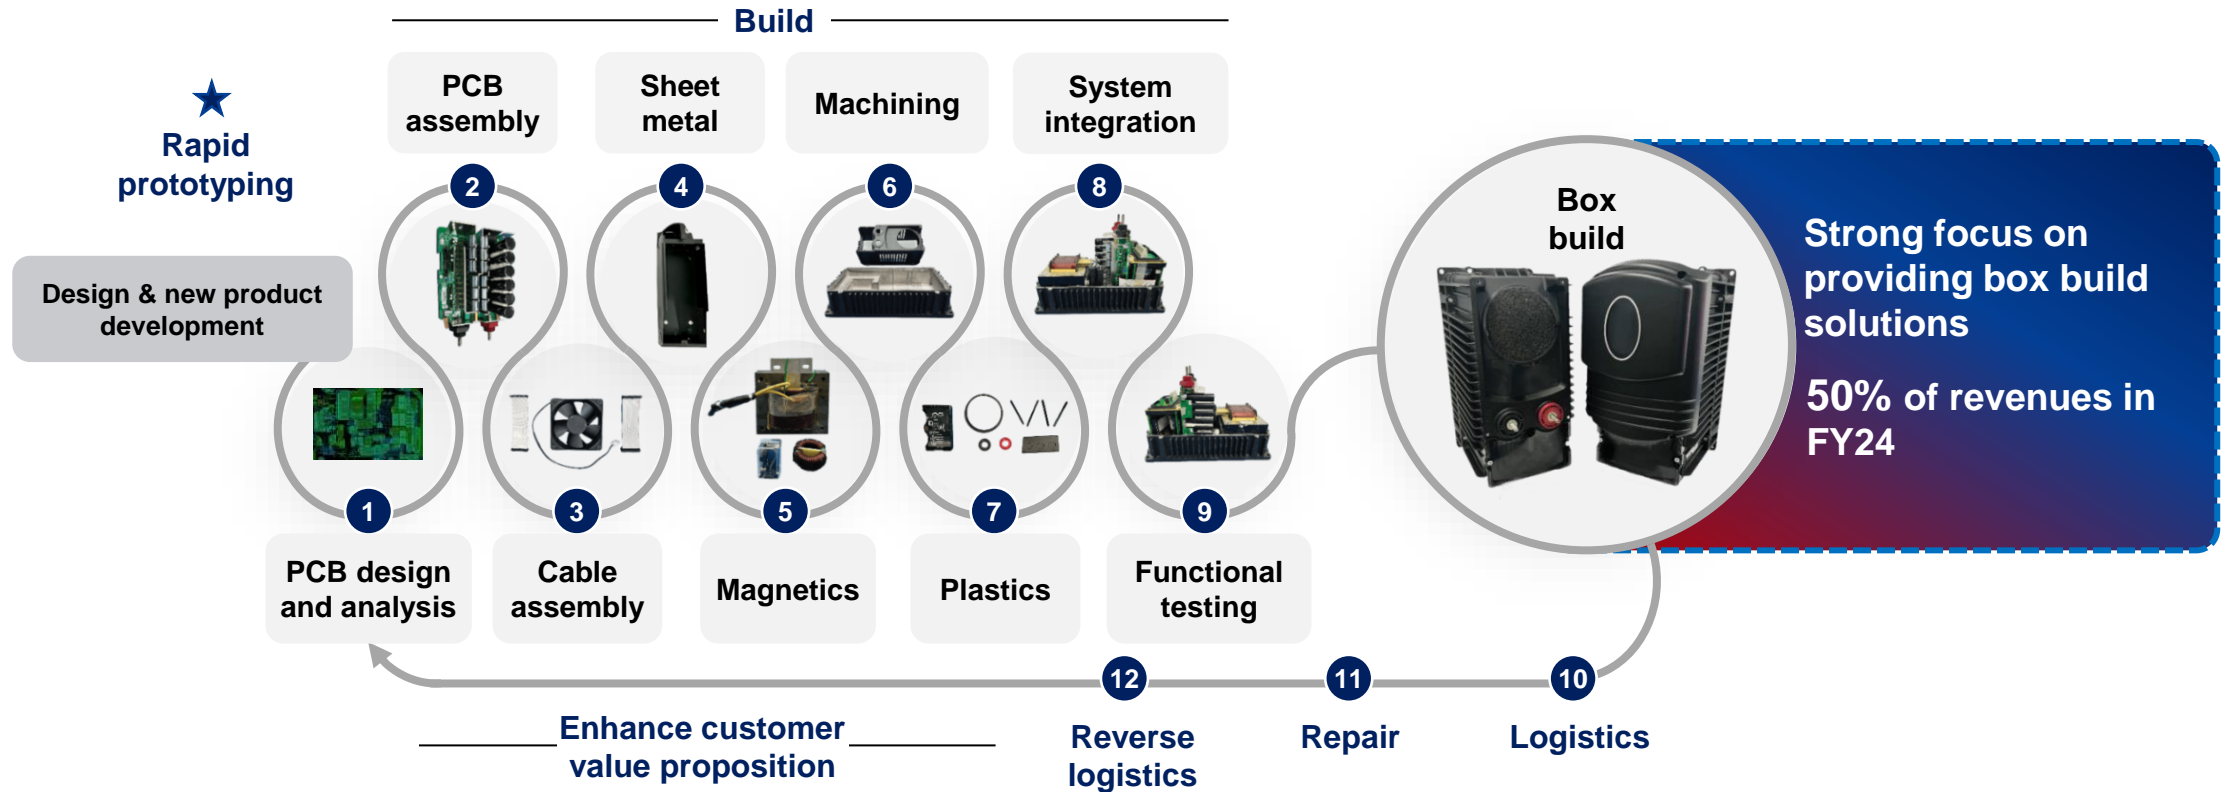 Build
Rapid
prototyping
Design & new product
development
PCB
assembly
Sheet
metal
Machining
System
integration
2
4
6
8
1
3
5
7
9
PCB design
and analysis
Cable
assembly
Magnetics
Plastics
Functional
testing
Box
build
Strong focus on
providing box build
solutions
50% of revenues in
FY24
12
11
10
Enhance customer
value proposition
Reverse
logistics
Repair
Logistics